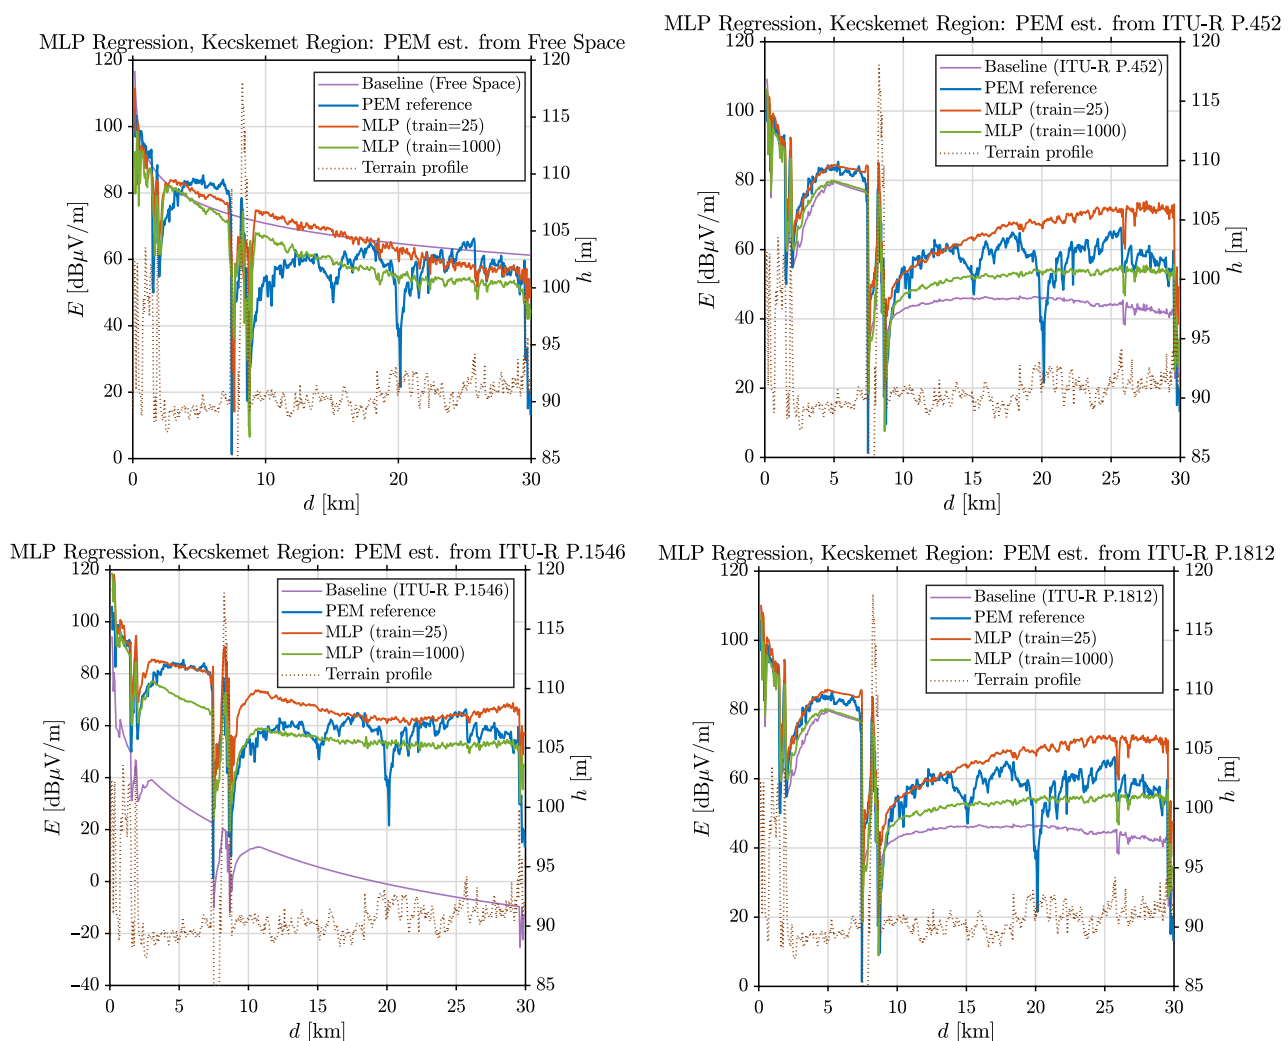 MLP Regression, Kecskemet Region: PEM est. from Free Space
120
100
80
60
40
20
0
E [dBμV/m]
Baseline (Free Space)
PEM reference
MLP (train=25)
MLP (train=1000)
Terrain profile
120
115
110
105
100
95
90
85
h [m]
0 10 20 30
d [km]
MLP Regression, Kecskemet Region: PEM est. from ITU-R P.452
120
100
80
60
40
20
0
E [dBμV/m]
Baseline (ITU-R P.452)
PEM reference
MLP (train=25)
MLP (train=1000)
Terrain profile
120
115
110
105
100
95
90
85
h [m]
0 5 10 15 20 25 30
d [km]
MLP Regression, Kecskemet Region: PEM est. from ITU-R P.1546
120
100
80
60
40
20
0
−20
−40
E [dBμV/m]
Baseline (ITU-R P.1546)
PEM reference
MLP (train=25)
MLP (train=1000)
Terrain profile
120
115
110
105
100
95
90
85
h [m]
0 5 10 15 20 25 30
d [km]
MLP Regression, Kecskemet Region: PEM est. from ITU-R P.1812
120
100
80
60
40
20
0
E [dBμV/m]
Baseline (ITU-R P.1812)
PEM reference
MLP (train=25)
MLP (train=1000)
Terrain profile
120
115
110
105
100
95
90
85
h [m]
0 5 10 15 20 25 30
d [km]